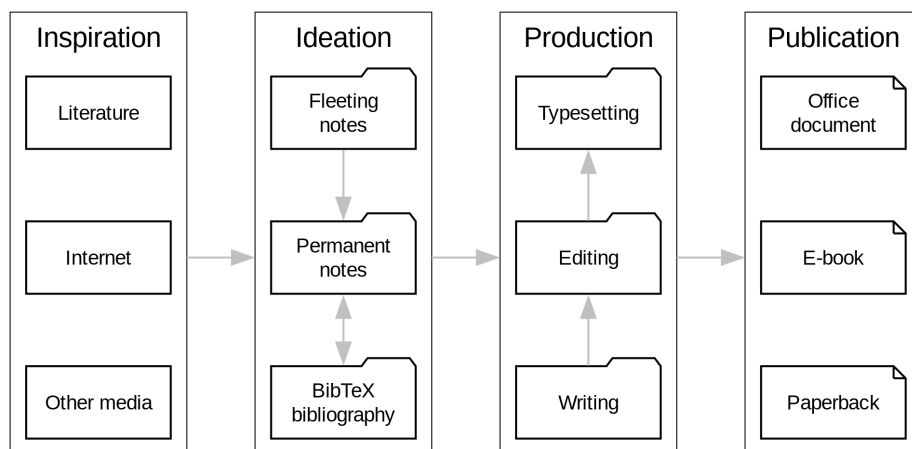 Inspiration
Literature
Internet
Other media
Ideation
Fleeting
notes
Permanent
notes
BibTeX
bibliography
Production
Typesetting
Editing
Writing
Publication
Office
document
E-book
Paperback